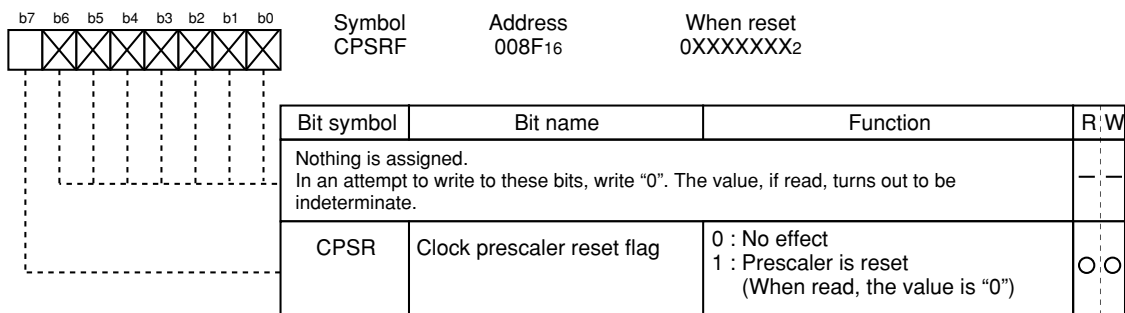 b7 b6 b5 b4 b3 b2 b1 b0
Symbol Address When reset
CPSRF 008F16 0XXXXXXX2
Bit symbol Bit name Function R W
Nothing is assigned.
In an attempt to write to these bits, write “0”. The value, if read, turns out to be
indeterminate.
— —
CPSR Clock prescaler reset flag 0 : No effect
1 : Prescaler is reset
(When read, the value is “0”)
O O